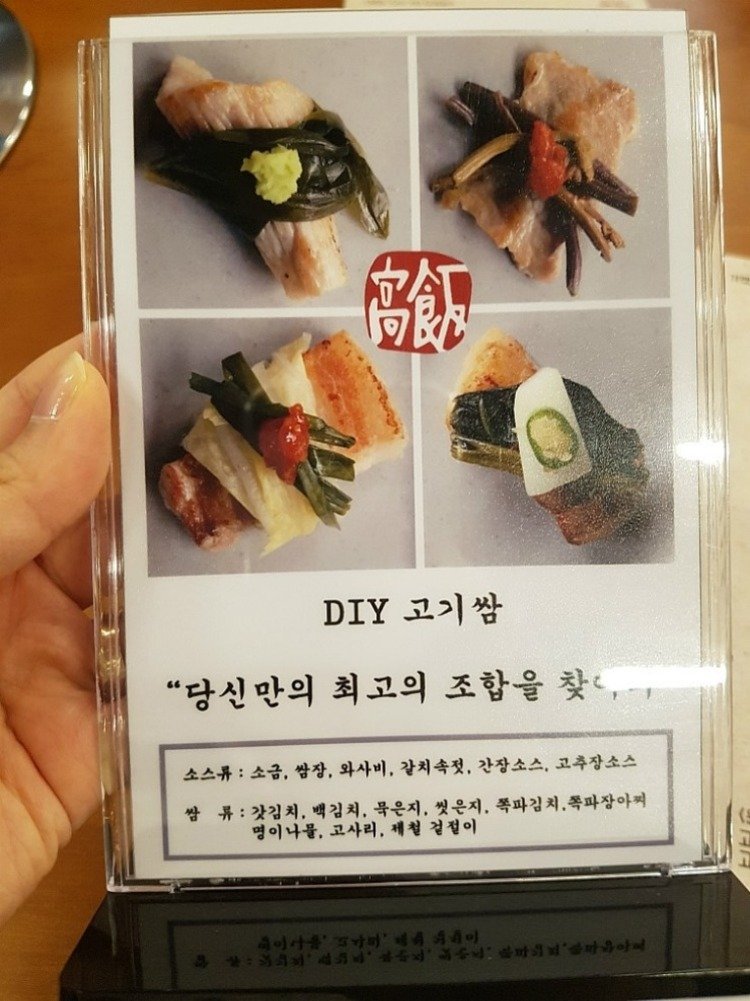 高飯
DIY 고기쌈
“당신만의 최고의 조합을
소스류 : 소금, 쌈장, 와사비, 갈치속젓, 간장소스, 고추장소스
쌈 류 : 갓김치, 백김치, 묵은지, 씻은지, 쪽파김치,쪽파장아찌
명이나물, 고사리, 제철 겉절이